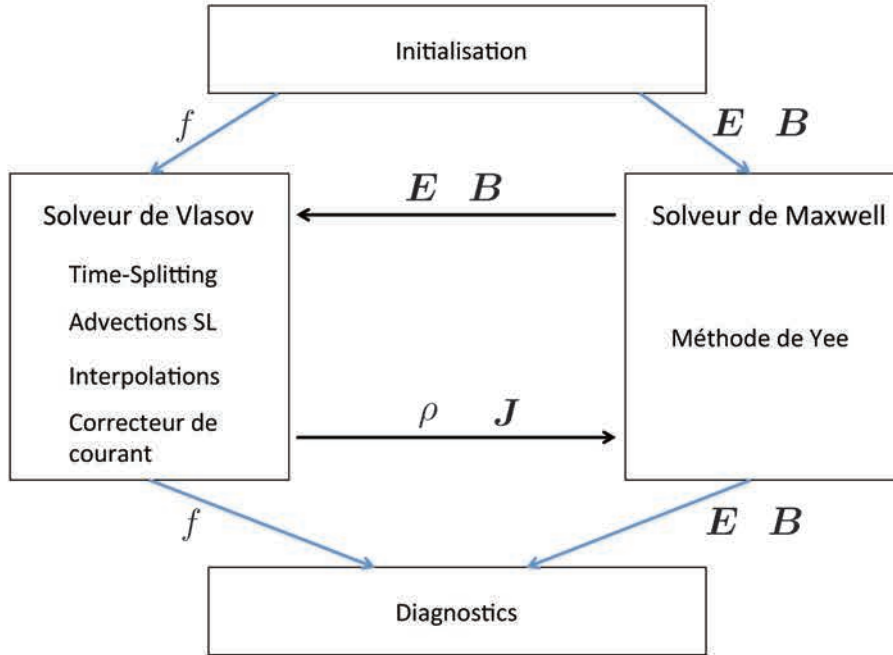 Initialisation
f
E B
Solveur de Vlasov
E B
Solveur de Maxwell
Time-Splitting
Advections SL
Interpolations
Correcteur de
courant
Méthode de Yee
ρ J
f
E B
Diagnostics